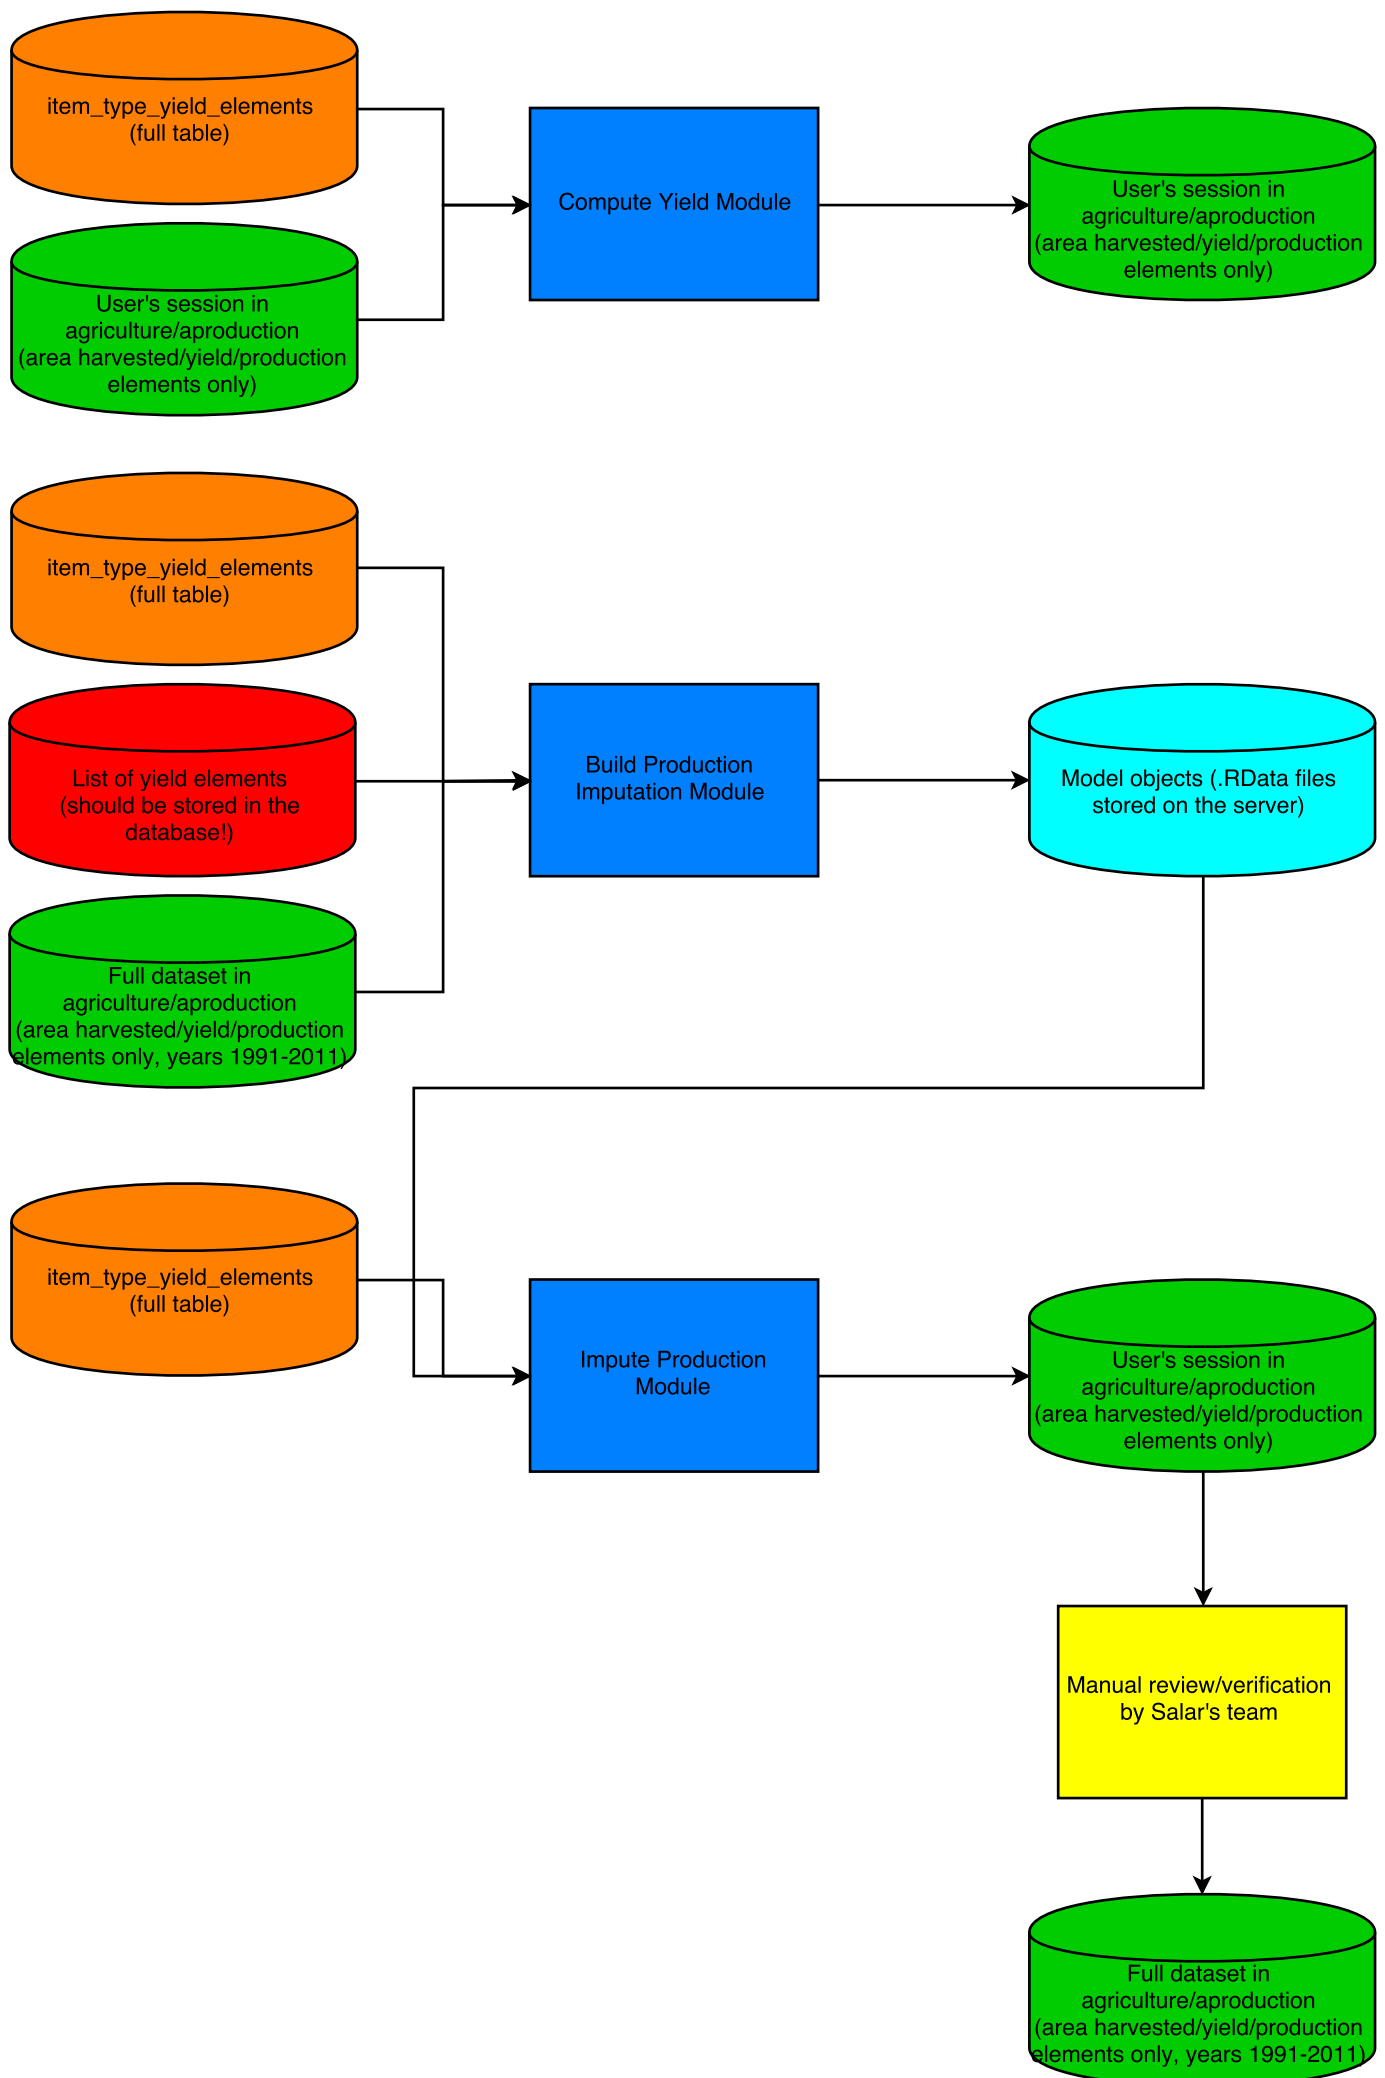 item_type_yield_elements
(full table)
User's session in
agriculture/aproduction
(area harvested/yield/production
elements only)
Compute Yield Module
User's session in
agriculture/aproduction
(area harvested/yield/production
elements only)
item_type_yield_elements
(full table)
List of yield elements
(should be stored in the
database!)
Full dataset in
agriculture/aproduction
(area harvested/yield/production
elements only, years 1991-2011)
Build Production
Imputation Module
Model objects (.RData files
stored on the server)
item_type_yield_elements
(full table)
Impute Production
Module
User's session in
agriculture/aproduction
(area harvested/yield/production
elements only)
Manual review/verification
by Salar's team
Full dataset in
agriculture/aproduction
(area harvested/yield/production
elements only, years 1991-2011)